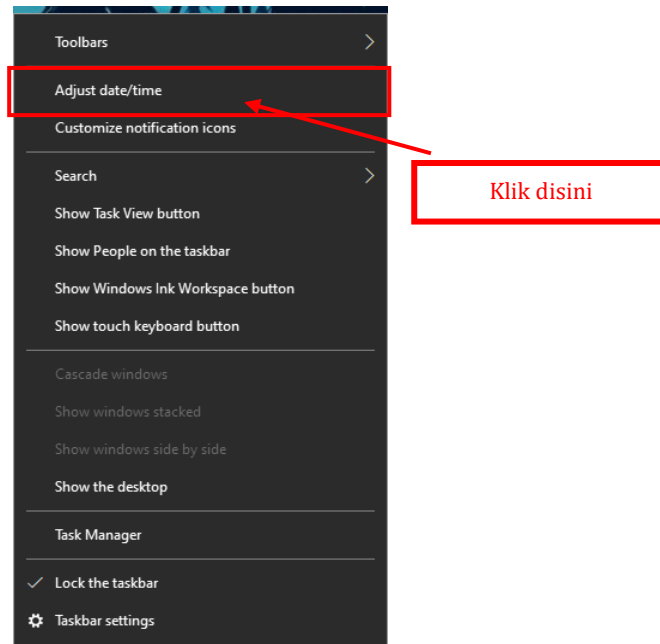 Toolbars
Adjust date/time
Customize notification icons
Search
Klik disini
Show Task View button
Show People on the taskbar
Show Windows Ink Workspace button
Show touch keyboard button
Cascade windows
Show windows stacked
Show windows side by side
Show the desktop
Task Manager
Lock the taskbar
Taskbar settings